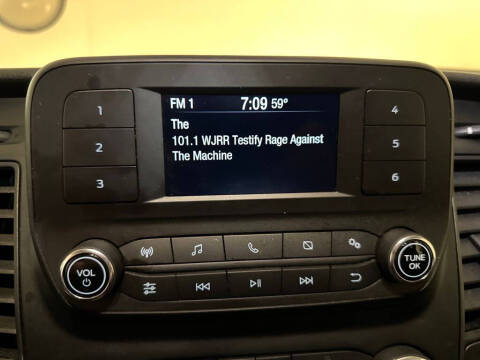 FM 1 7:09 59°
The
101.1 WJRR Testify Rage Against
The Machine
1
2
3
4
5
6
VOL
TUNE
OK